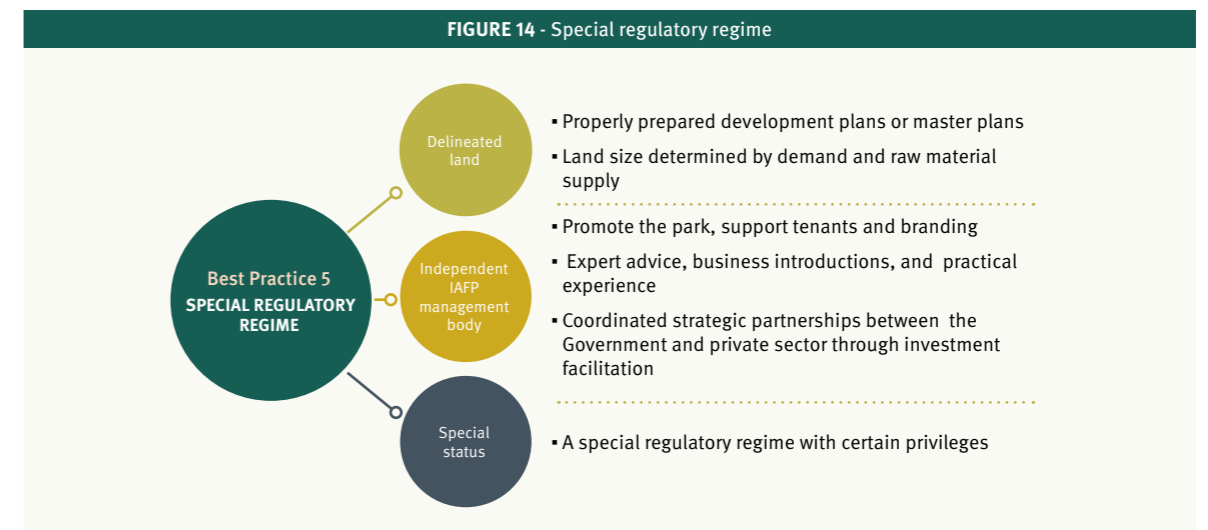 FIGURE 14 - Special regulatory regime
Best Practice 5
SPECIAL REGULATORY
REGIME
Delineated
land
▪ Properly prepared development plans or master plans
▪ Land size determined by demand and raw material
supply
Independent
IAFP
management
body
▪ Promote the park, support tenants and branding
▪ Expert advice, business introductions, and practical
experience
▪ Coordinated strategic partnerships between the
Government and private sector through investment
facilitation
Special
status
▪ A special regulatory regime with certain privileges